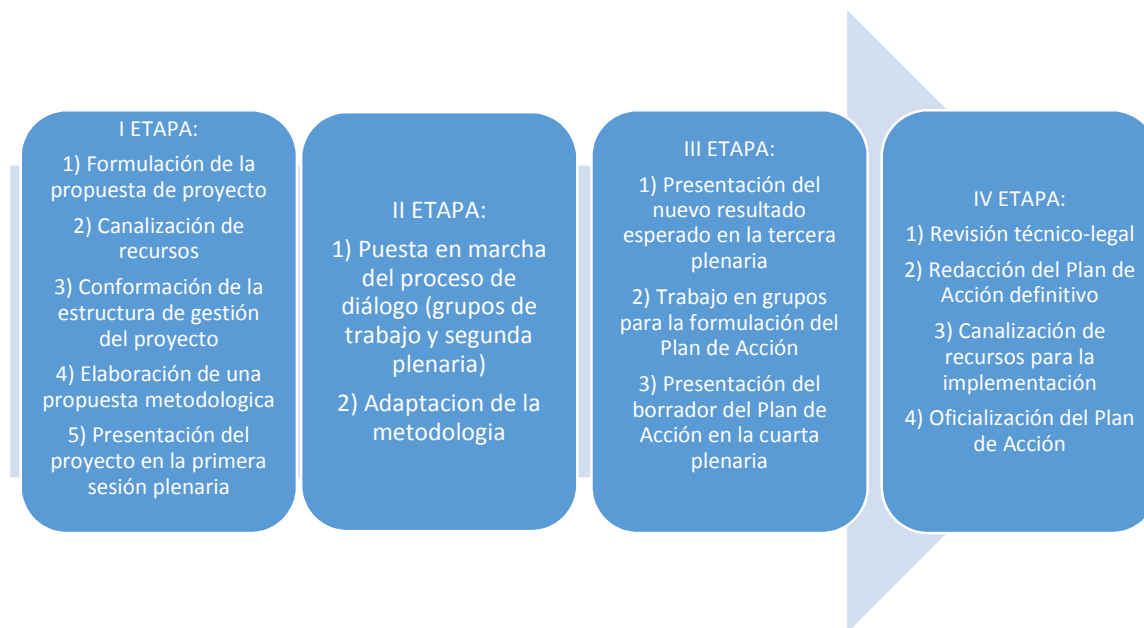 I ETAPA:
1) Formulación de la
propuesta de proyecto
2) Canalización de
recursos
3) Conformación de la
estructura de gestión
del proyecto
4) Elaboración de una
propuesta metodologica
5) Presentación del
proyecto en la primera
sesión plenaria
II ETAPA:
1) Puesta en marcha
del proceso de
diálogo (grupos de
trabajo y segunda
plenaria)
2) Adaptacion de la
metodologia
III ETAPA:
1) Presentación del
nuevo resultado
esperado en la tercera
plenaria
2) Trabajo en grupos
para la formulación del
Plan de Acción
3) Presentación del
borrador del Plan de
Acción en la cuarta
plenaria
IV ETAPA:
1) Revisión técnico-legal
2) Redacción del Plan de
Acción definitivo
3) Canalización de
recursos para la
implementación
4) Oficialización del Plan
de Acción